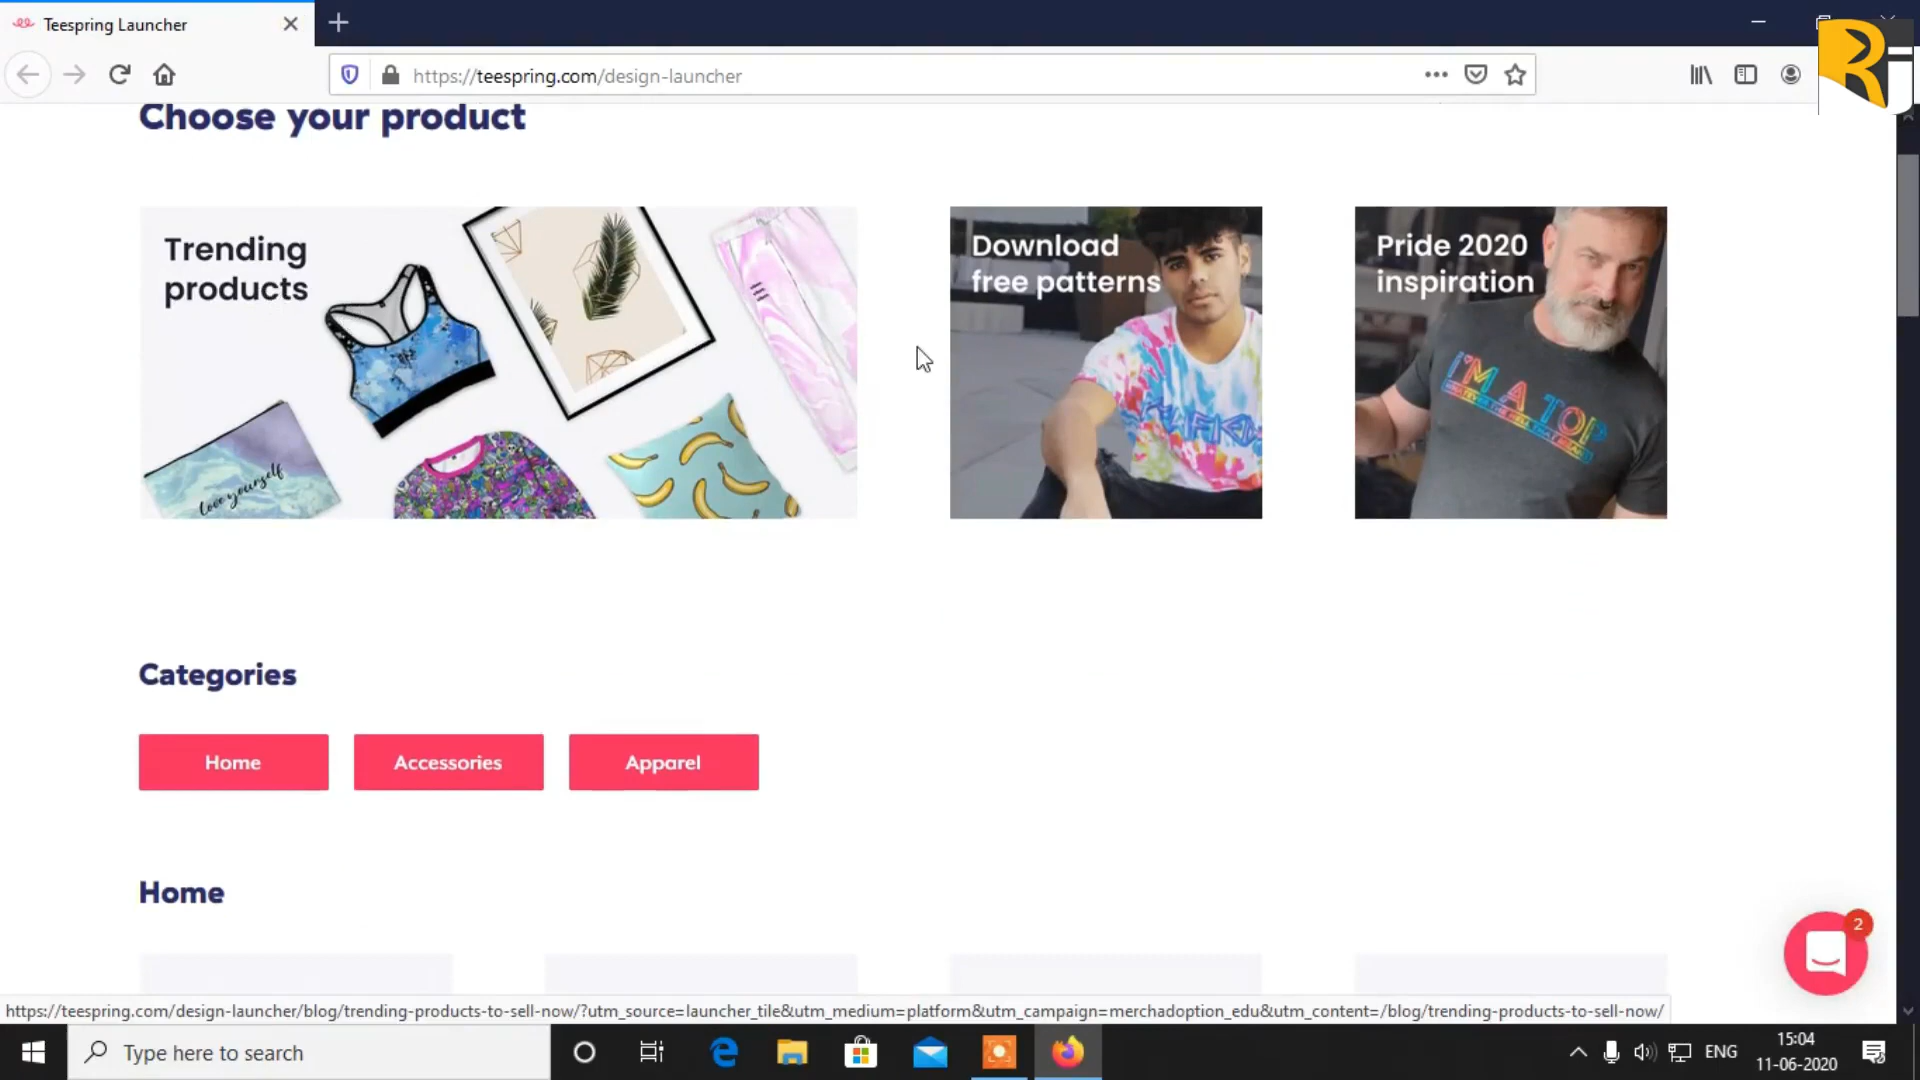 Teespring Launcher
https://teespring.com/design-launcher
Choose your product
Trending
products
love yourself
Download
free patterns
Pride 2020
inspiration
I'M A TOP
Categories
Home
Accessories
Apparel
Home
2
https://teespring.com/design-launcher/blog/trending-products-to-sell-now/?utm_source=launcher_tile&utm_medium=platform&utm_campaign=merchadoption_edu&utm_content=/blog/trending-products-to-sell-now/
Type here to search
ENG
15:04
11-06-2020